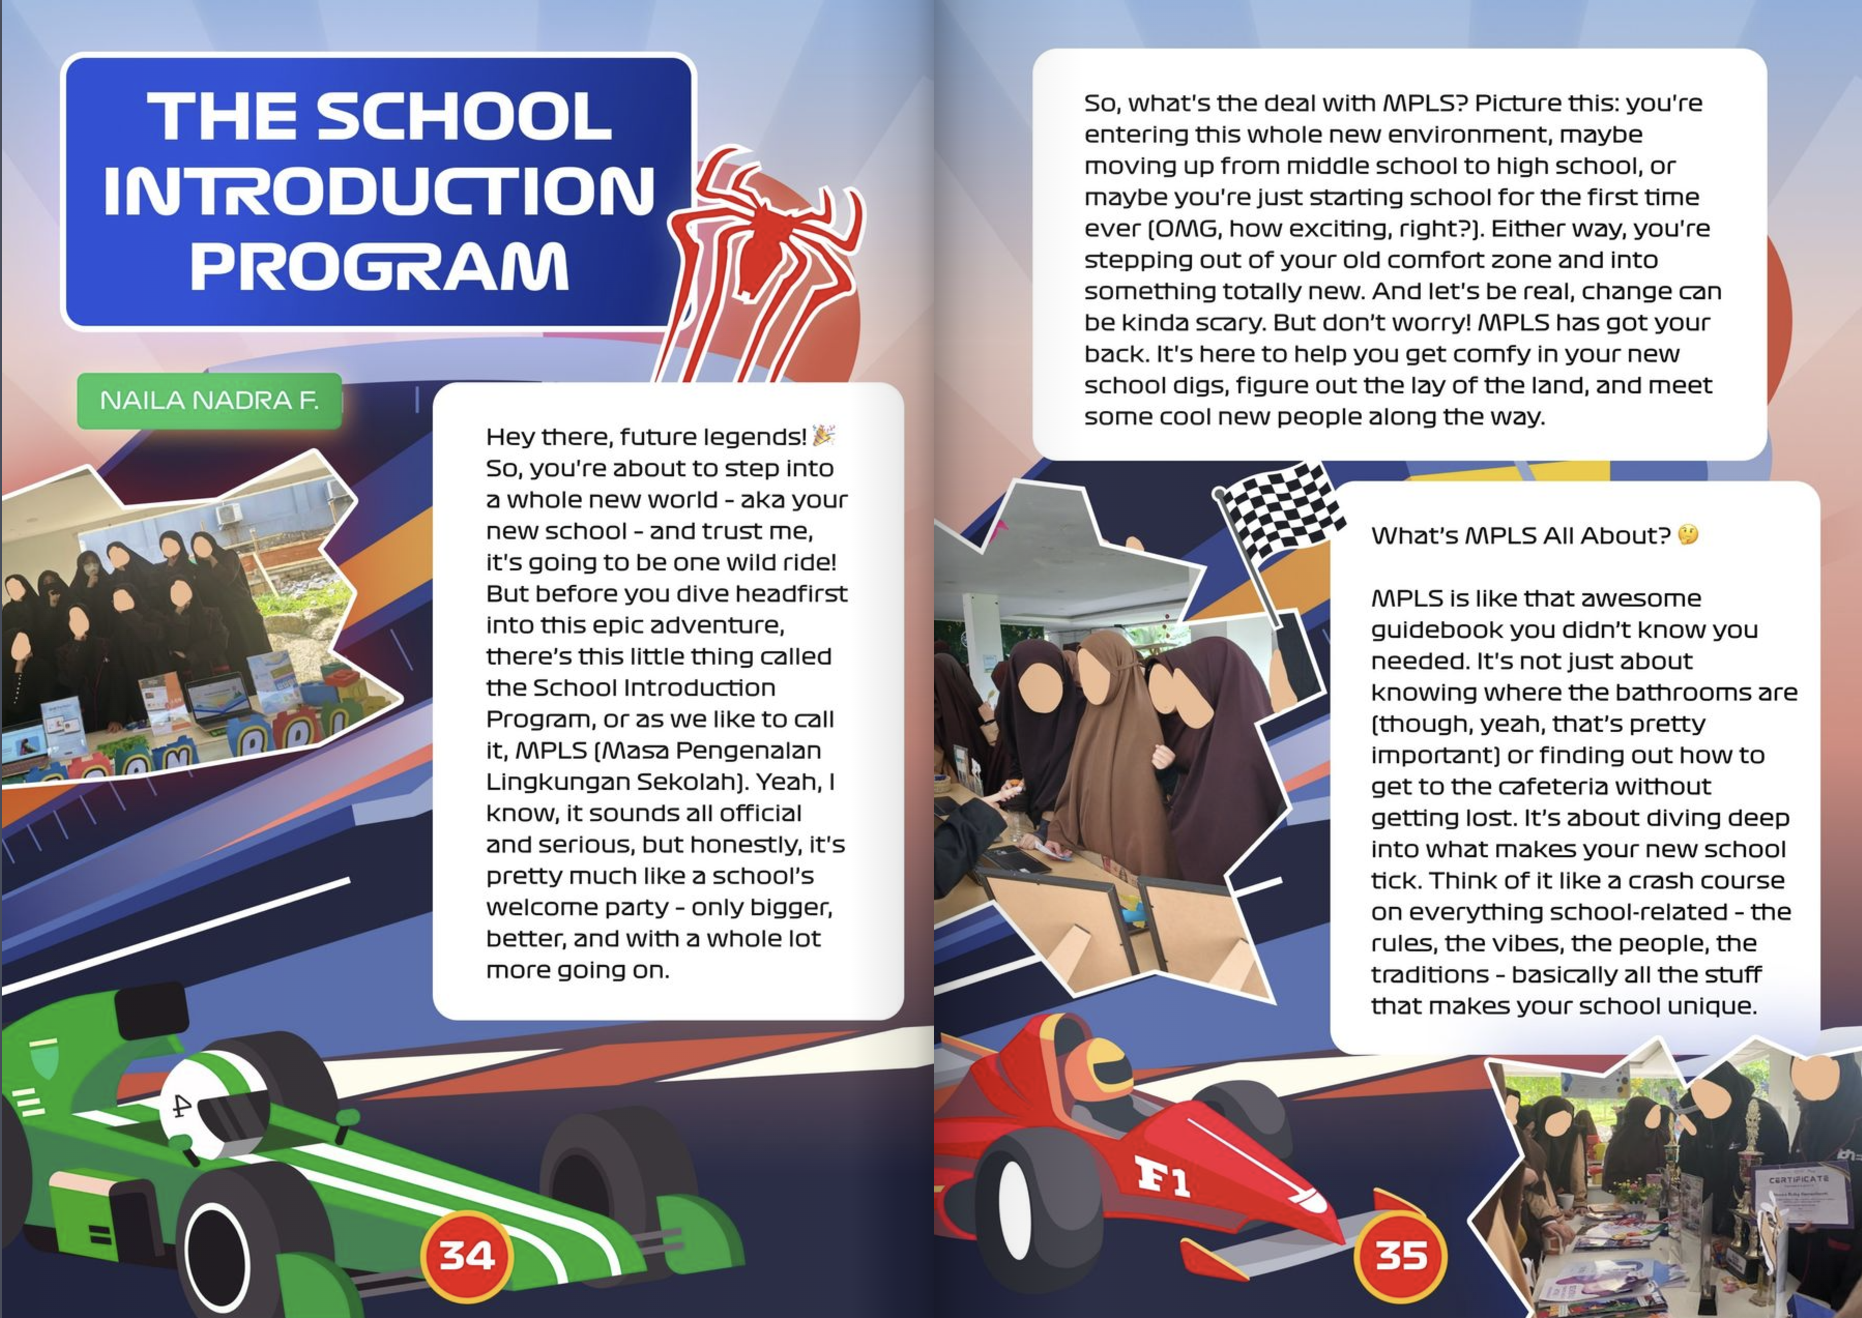 THE SCHOOL
INTRODUCTION
PROGRAM
NAILA NADRA F.
Hey there, future legends! 🎉
So, you're about to step into
a whole new world - aka your
new school - and trust me,
it's going to be one wild ride!
But before you dive headfirst
into this epic adventure,
there's this little thing called
the School Introduction
Program, or as we like to call
it, MPLS (Masa Pengenalan
Lingkungan Sekolah). Yeah, I
know, it sounds all official
and serious, but honestly, it's
pretty much like a school's
welcome party - only bigger,
better, and with a whole lot
more going on.
4
34
So, what's the deal with MPLS? Picture this: you're
entering this whole new environment, maybe
moving up from middle school to high school, or
maybe you're just starting school for the first time
ever (OMG, how exciting, right?). Either way, you're
stepping out of your old comfort zone and into
something totally new. And let's be real, change can
be kinda scary. But don't worry! MPLS has got your
back. It's here to help you get comfy in your new
school digs, figure out the lay of the land, and meet
some cool new people along the way.
What's MPLS All About? 🤔
MPLS is like that awesome
guidebook you didn't know you
needed. It's not just about
knowing where the bathrooms are
(though, yeah, that's pretty
important) or finding out how to
get to the cafeteria without
getting lost. It's about diving deep
into what makes your new school
tick. Think of it like a crash course
on everything school-related - the
rules, the vibes, the people, the
traditions - basically all the stuff
that makes your school unique.
F1
CERTIFICATE
35